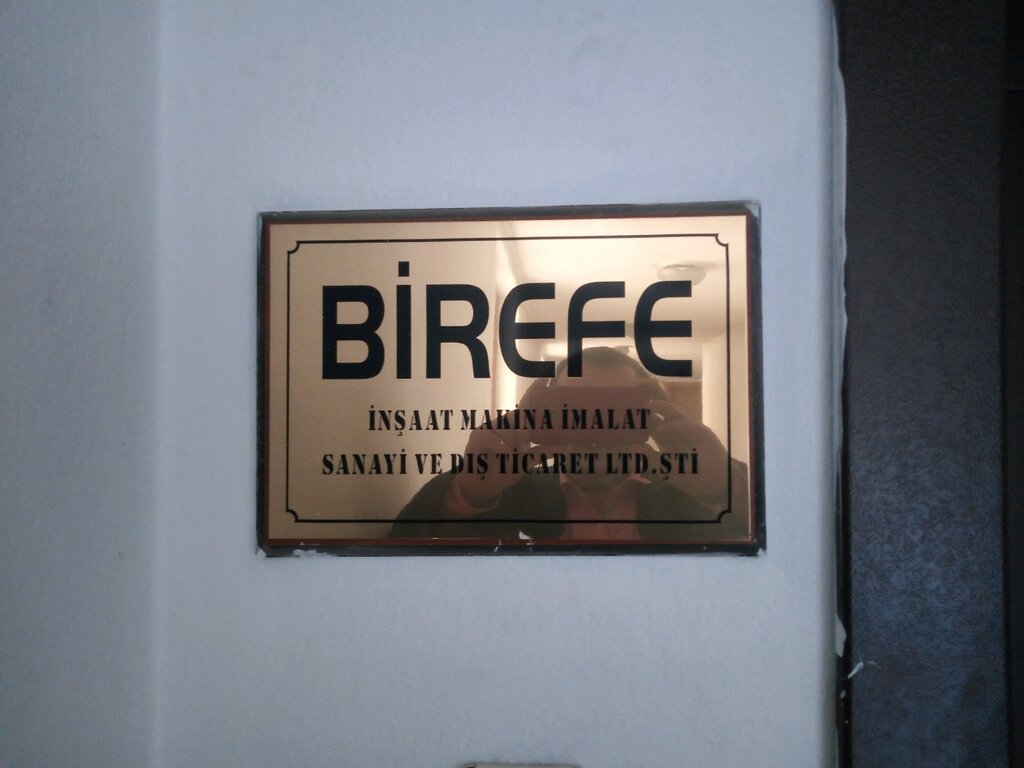 BİREFE
İNŞAAT MAKİNA İMALAT
SANAYİ VE DIŞ TİCARET LTD.ŞTİ